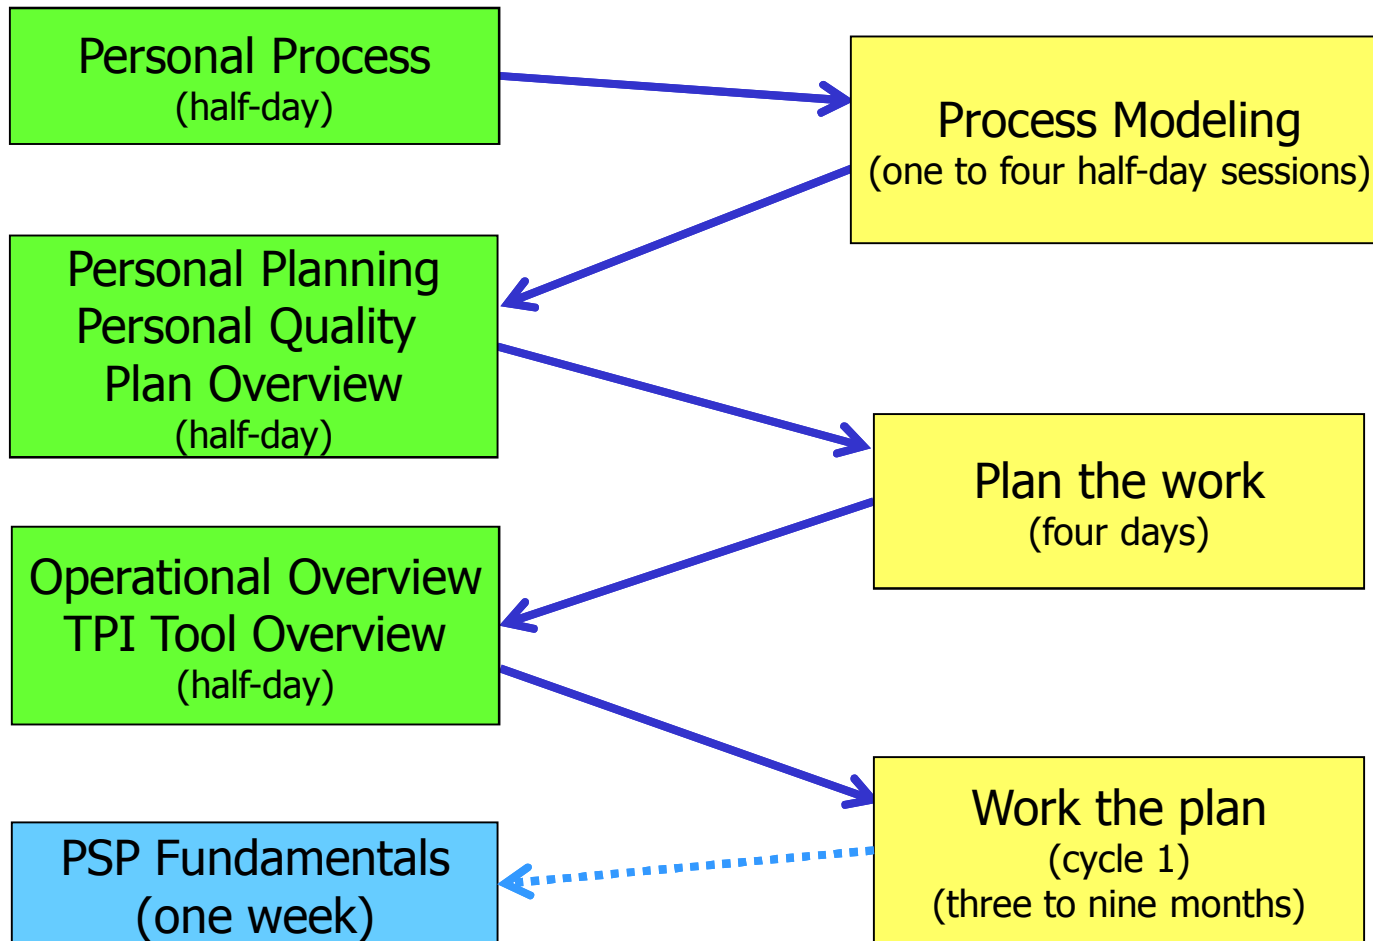 Personal Process
(half-day)
Process Modeling
(one to four half-day sessions)
Personal Planning
Personal Quality
Plan Overview
(half-day)
Plan the work
(four days)
Operational Overview
TPI Tool Overview
(half-day)
Work the plan
(cycle 1)
(three to nine months)
PSP Fundamentals
(one week)